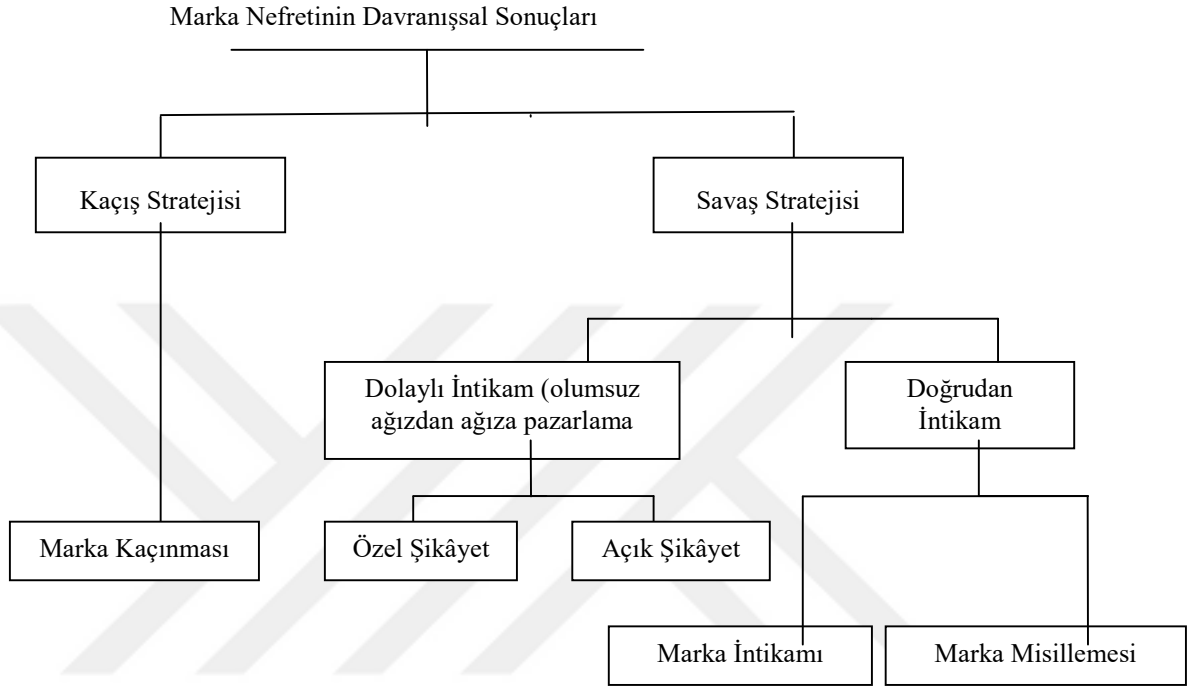 Marka Nefretinin Davranışsal Sonuçları
Kaçış Stratejisi
Savaş Stratejisi
Dolaylı İntikam (olumsuz
ağızdan ağıza pazarlama
Doğrudan
İntikam
Marka Kaçınması
Özel Şikâyet
Açık Şikâyet
Marka İntikamı
Marka Misillemesi